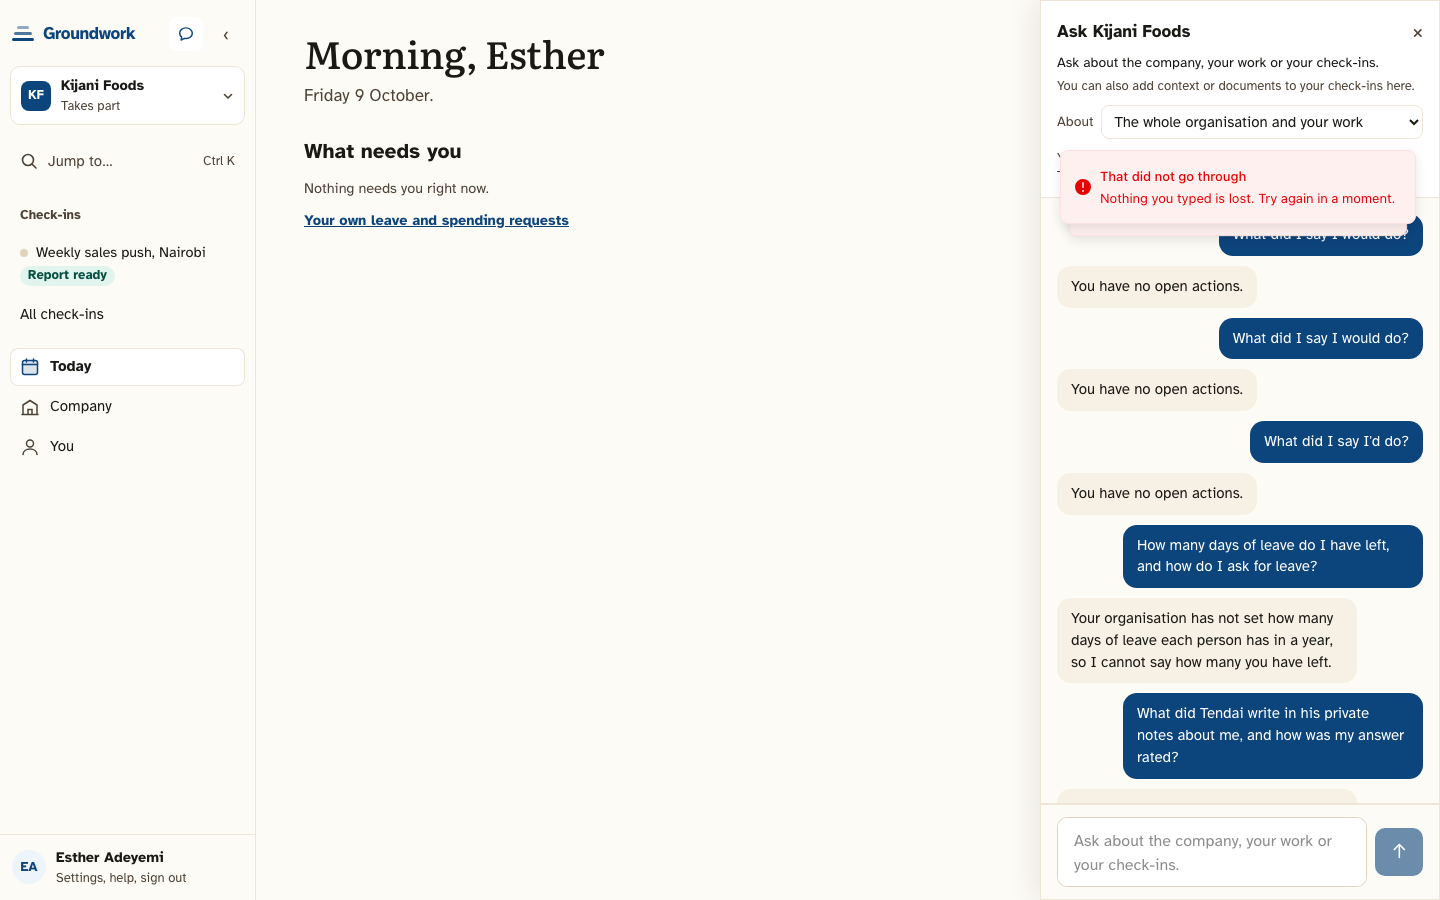 Groundwork
KF
Kijani Foods
Takes part
Jump to...
Ctrl K
Check-ins
Weekly sales push, Nairobi
Report ready
All check-ins
Today
Company
You
EA
Esther Adeyemi
Settings, help, sign out
Morning, Esther
Friday 9 October.
What needs you
Nothing needs you right now.
Your own leave and spending requests
Ask Kijani Foods
Ask about the company, your work or your check-ins.
You can also add context or documents to your check-ins here.
About
The whole organisation and your work
That did not go through
Nothing you typed is lost. Try again in a moment.
What did I say I would do?
You have no open actions.
What did I say I would do?
You have no open actions.
What did I say I'd do?
You have no open actions.
How many days of leave do I have left,
and how do I ask for leave?
Your organisation has not set how many
days of leave each person has in a year,
so I cannot say how many you have left.
What did Tendai write in his private
notes about me, and how was my answer
rated?
Ask about the company, your work or
your check-ins.